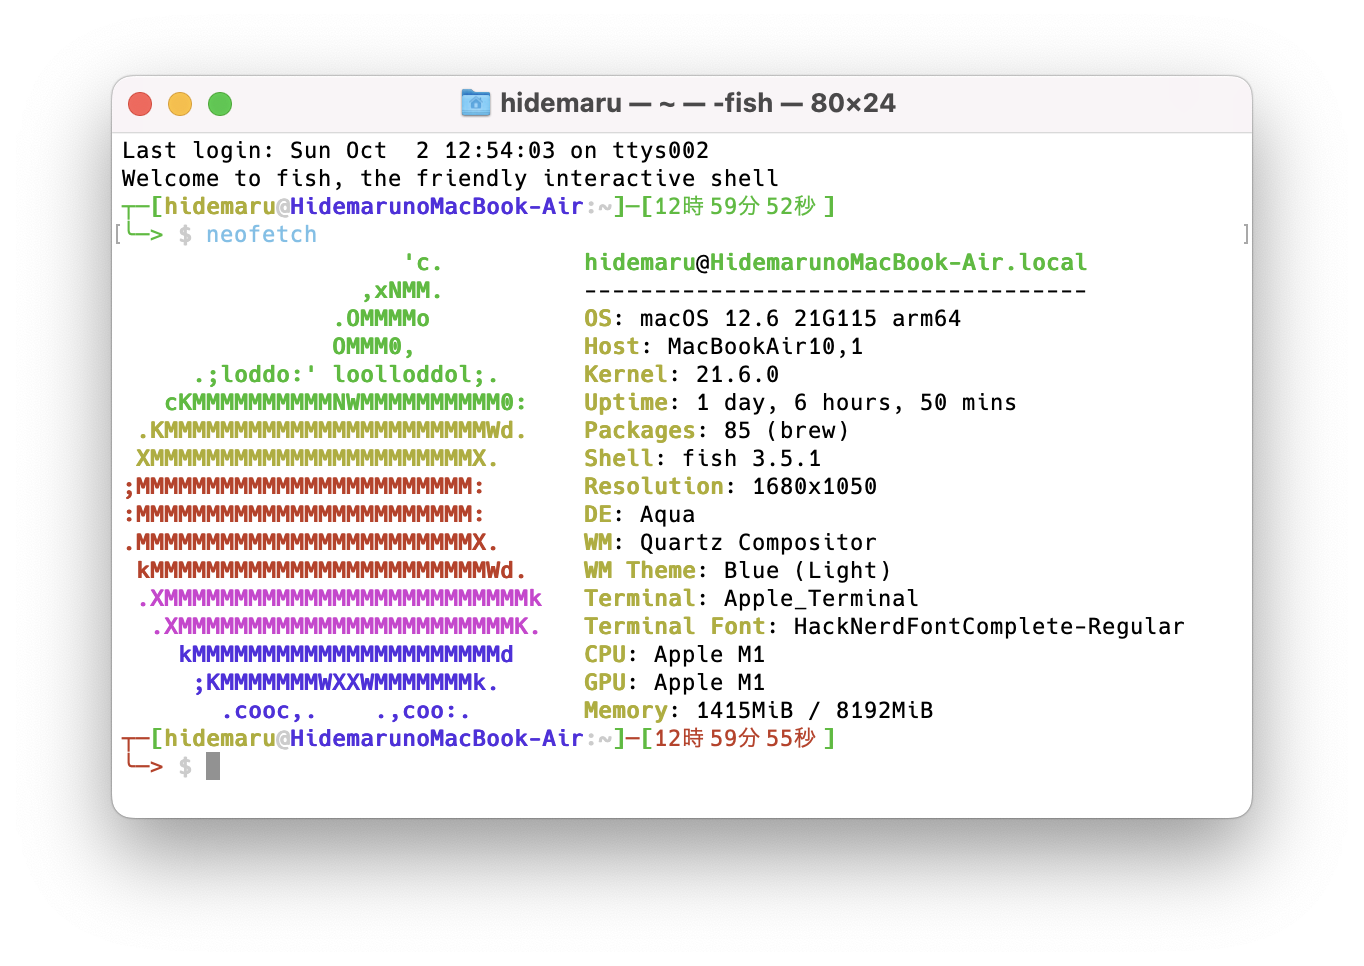 hidemaru — ~ — -fish — 80×24
Last login: Sun Oct  2 12:54:03 on ttys002
Welcome to fish, the friendly interactive shell
┬─[hidemaru@HidemarunoMacBook-Air:~]─[12時59分52秒]
[╰─> $ neofetch ]
                    'c.          hidemaru@HidemarunoMacBook-Air.local
                 ,xNMM.          ------------------------------------
               .OMMMMo           OS: macOS 12.6 21G115 arm64
               OMMM0,            Host: MacBookAir10,1
     .;loddo:' loolloddol;.      Kernel: 21.6.0
   cKMMMMMMMMMMNWMMMMMMMMMM0:    Uptime: 1 day, 6 hours, 50 mins
 .KMMMMMMMMMMMMMMMMMMMMMMMWd.    Packages: 85 (brew)
 XMMMMMMMMMMMMMMMMMMMMMMMX.      Shell: fish 3.5.1
;MMMMMMMMMMMMMMMMMMMMMMMM:       Resolution: 1680x1050
:MMMMMMMMMMMMMMMMMMMMMMMM:       DE: Aqua
.MMMMMMMMMMMMMMMMMMMMMMMMX.      WM: Quartz Compositor
 kMMMMMMMMMMMMMMMMMMMMMMMMWd.    WM Theme: Blue (Light)
 .XMMMMMMMMMMMMMMMMMMMMMMMMMMk   Terminal: Apple_Terminal
  .XMMMMMMMMMMMMMMMMMMMMMMMMK.   Terminal Font: HackNerdFontComplete-Regular
    kMMMMMMMMMMMMMMMMMMMMMMd     CPU: Apple M1
     ;KMMMMMMMWXXWMMMMMMMk.      GPU: Apple M1
       .cooc,.    .,coo:.        Memory: 1415MiB / 8192MiB
┬─[hidemaru@HidemarunoMacBook-Air:~]─[12時59分55秒]
╰─> $